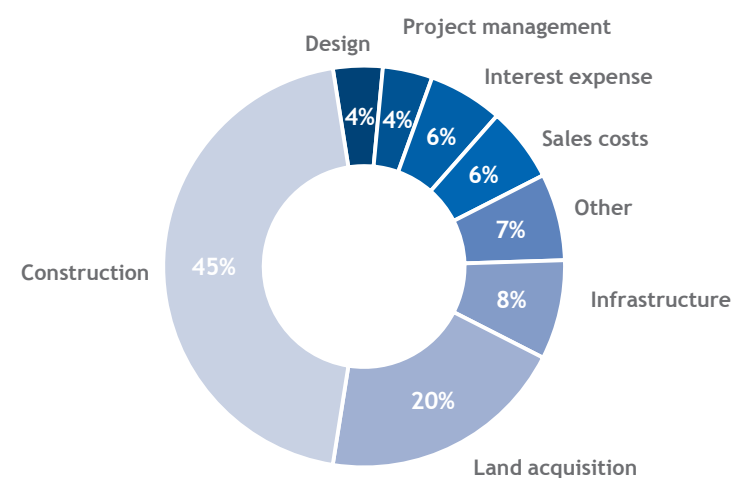 Project management
Design
Interest expense
4%
4%
6%
Sales costs
6%
Other
7%
Construction
45%
8%
Infrastructure
20%
Land acquisition